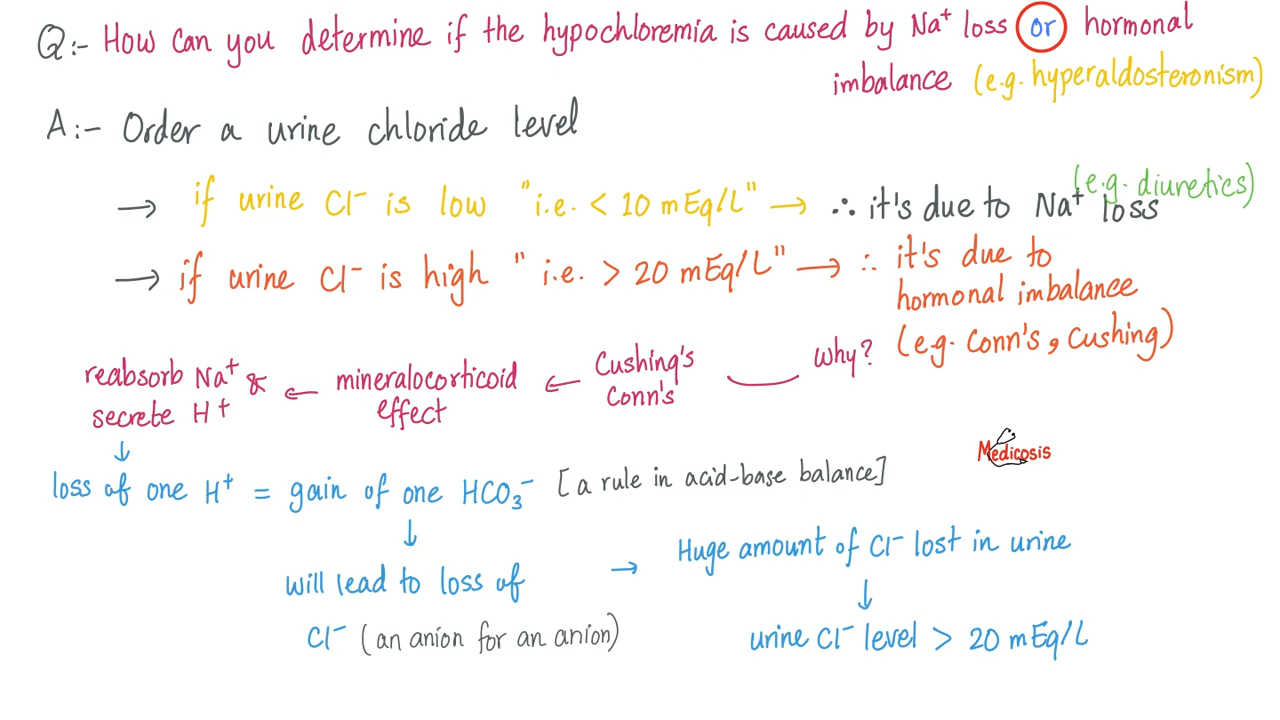 Q:- How can you determine if the hypochloremia is caused by Na⁺ loss or hormonal
imbalance (e.g. hyperaldosteronism)
A:- Order a urine chloride level
→ if urine Cl⁻ is low "i.e. < 10 mEq/L" → ∴ it's due to Na⁺ loss (e.g. diuretics)
→ if urine Cl⁻ is high " i.e. > 20 mEq/L" → ∴ it's due to
hormonal imbalance
(e.g. Conn's, Cushing)
why?
Cushing's
Conn's
← mineralocorticoid
effect
← reabsorb Na⁺ &
secrete H⁺
↓
loss of one H⁺ = gain of one HCO₃⁻ [a rule in acid-base balance]
↓
will lead to loss of
Cl⁻ (an anion for an anion)
→ Huge amount of Cl⁻ lost in urine
↓
urine Cl⁻ level > 20 mEq/L
Medicosis